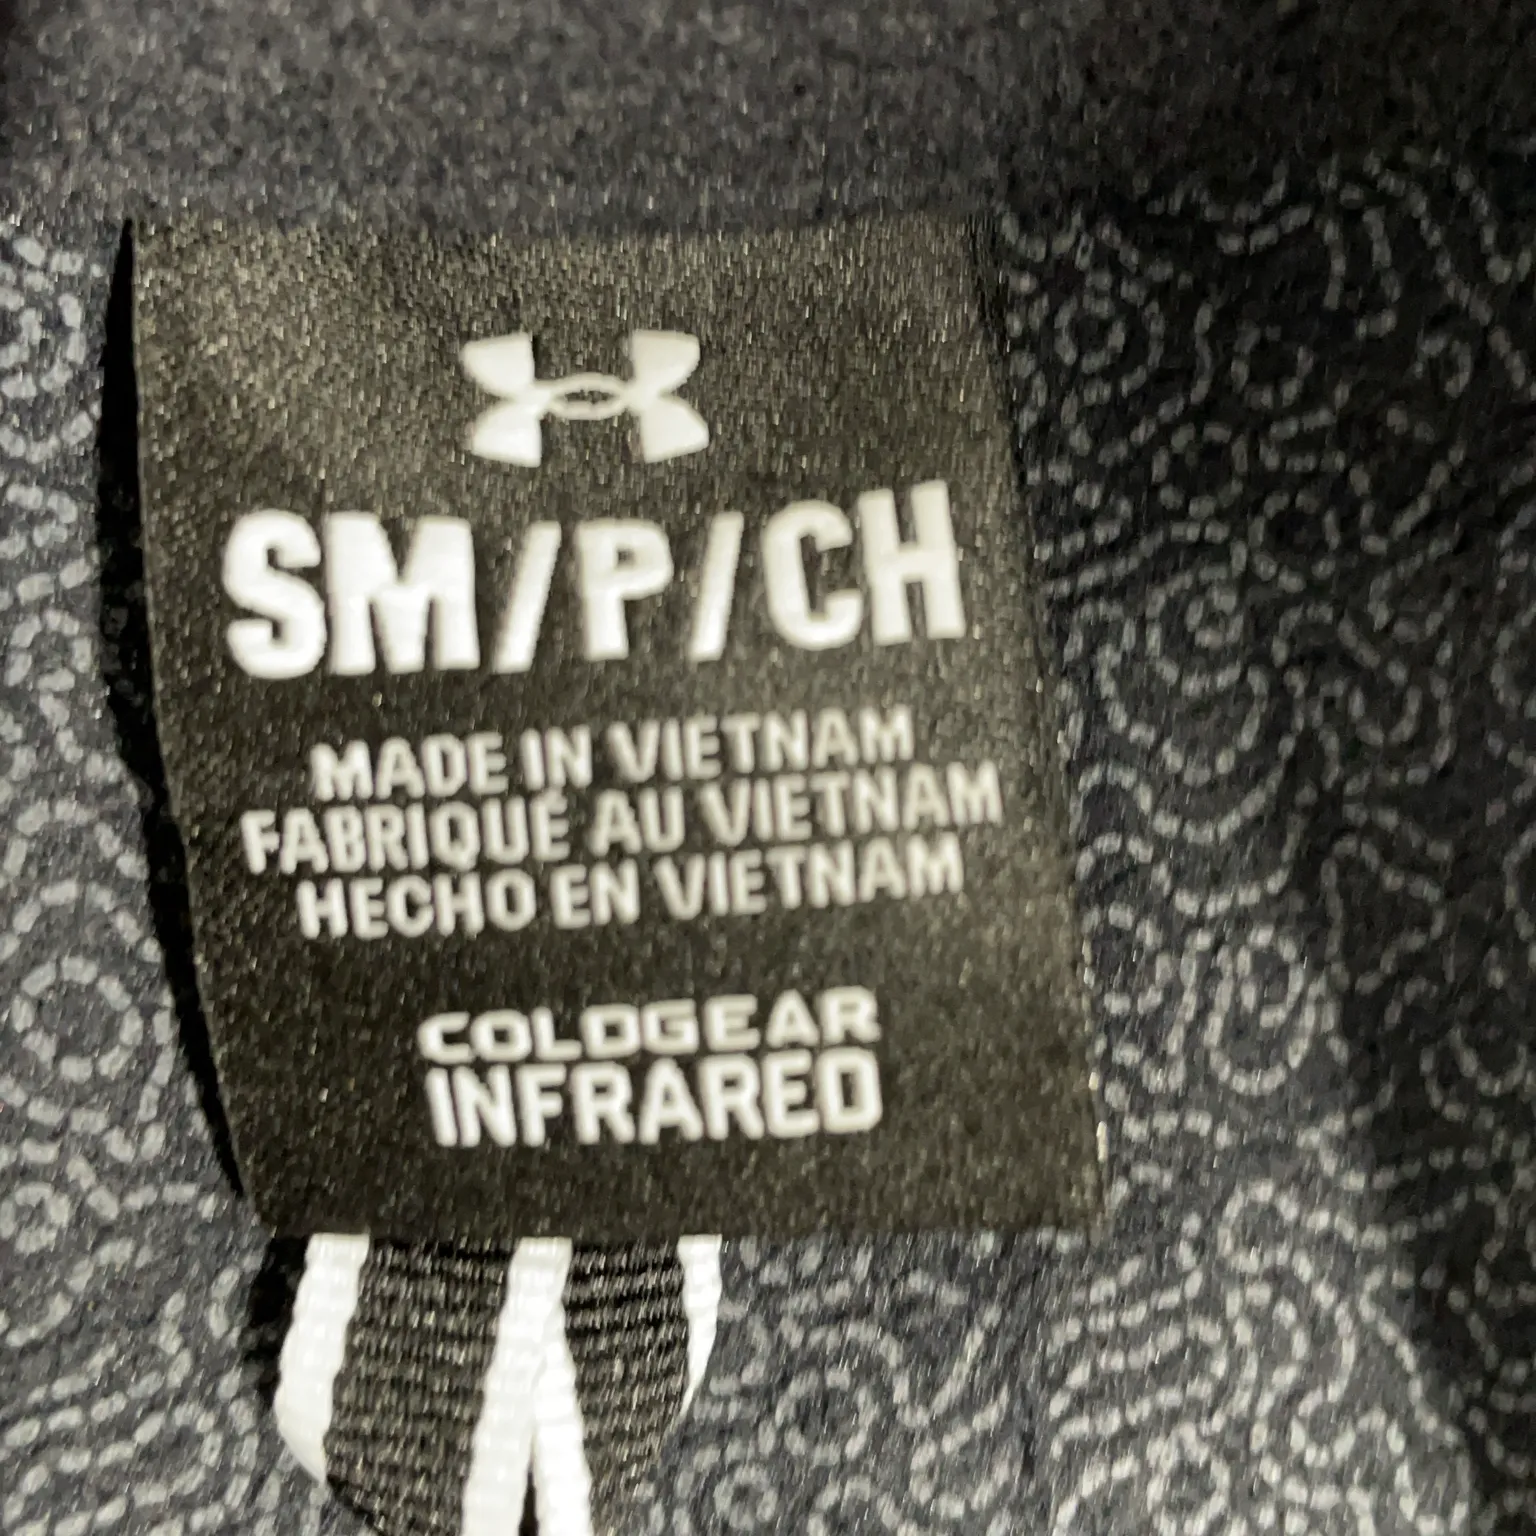 SM/P/CH
MADE IN VIETNAM
FABRIQUÉ AU VIETNAM
HECHO EN VIETNAM
COLDGEAR
INFRARED